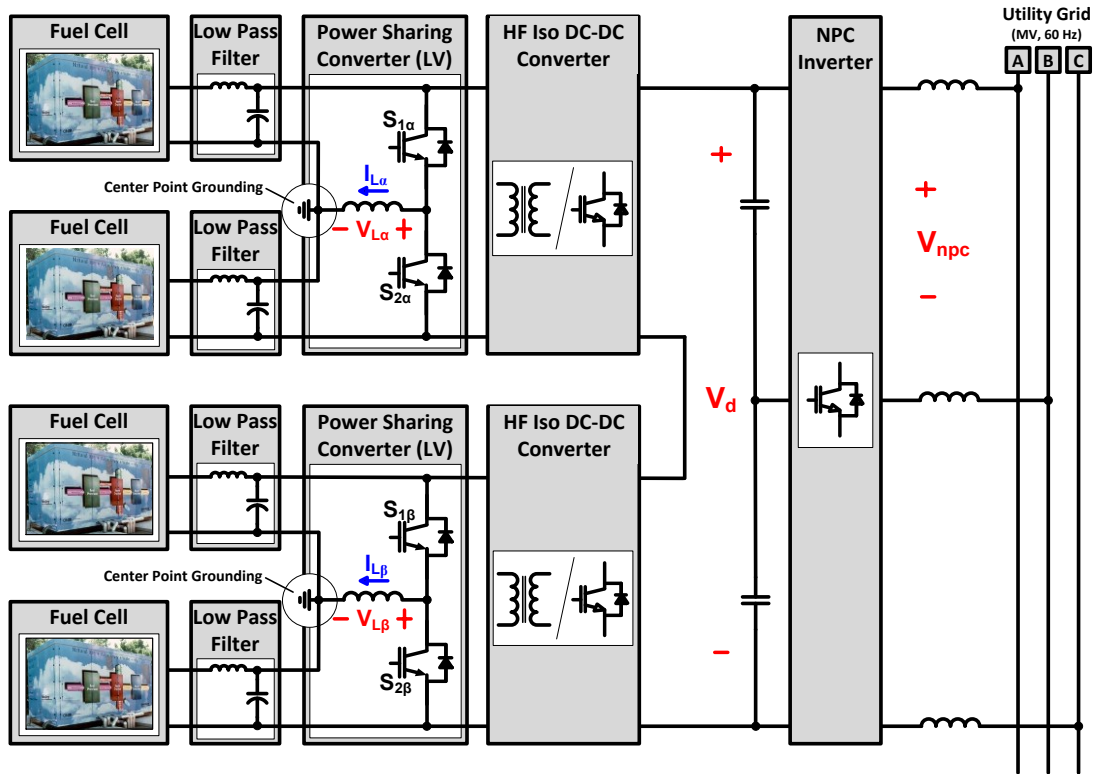 Fuel Cell
Low Pass
Filter
Power Sharing
Converter (LV)
HF Iso DC-DC
Converter
NPC
Inverter
Utility Grid
(MV, 60 Hz)
A B C
S1α
Center Point Grounding
ILα
− VLα +
S2α
Fuel Cell
Low Pass
Filter
+
+
Vnpc
−
Vd
Fuel Cell
Low Pass
Filter
Power Sharing
Converter (LV)
HF Iso DC-DC
Converter
S1β
Center Point Grounding
ILβ
− VLβ +
S2β
Fuel Cell
Low Pass
Filter
−